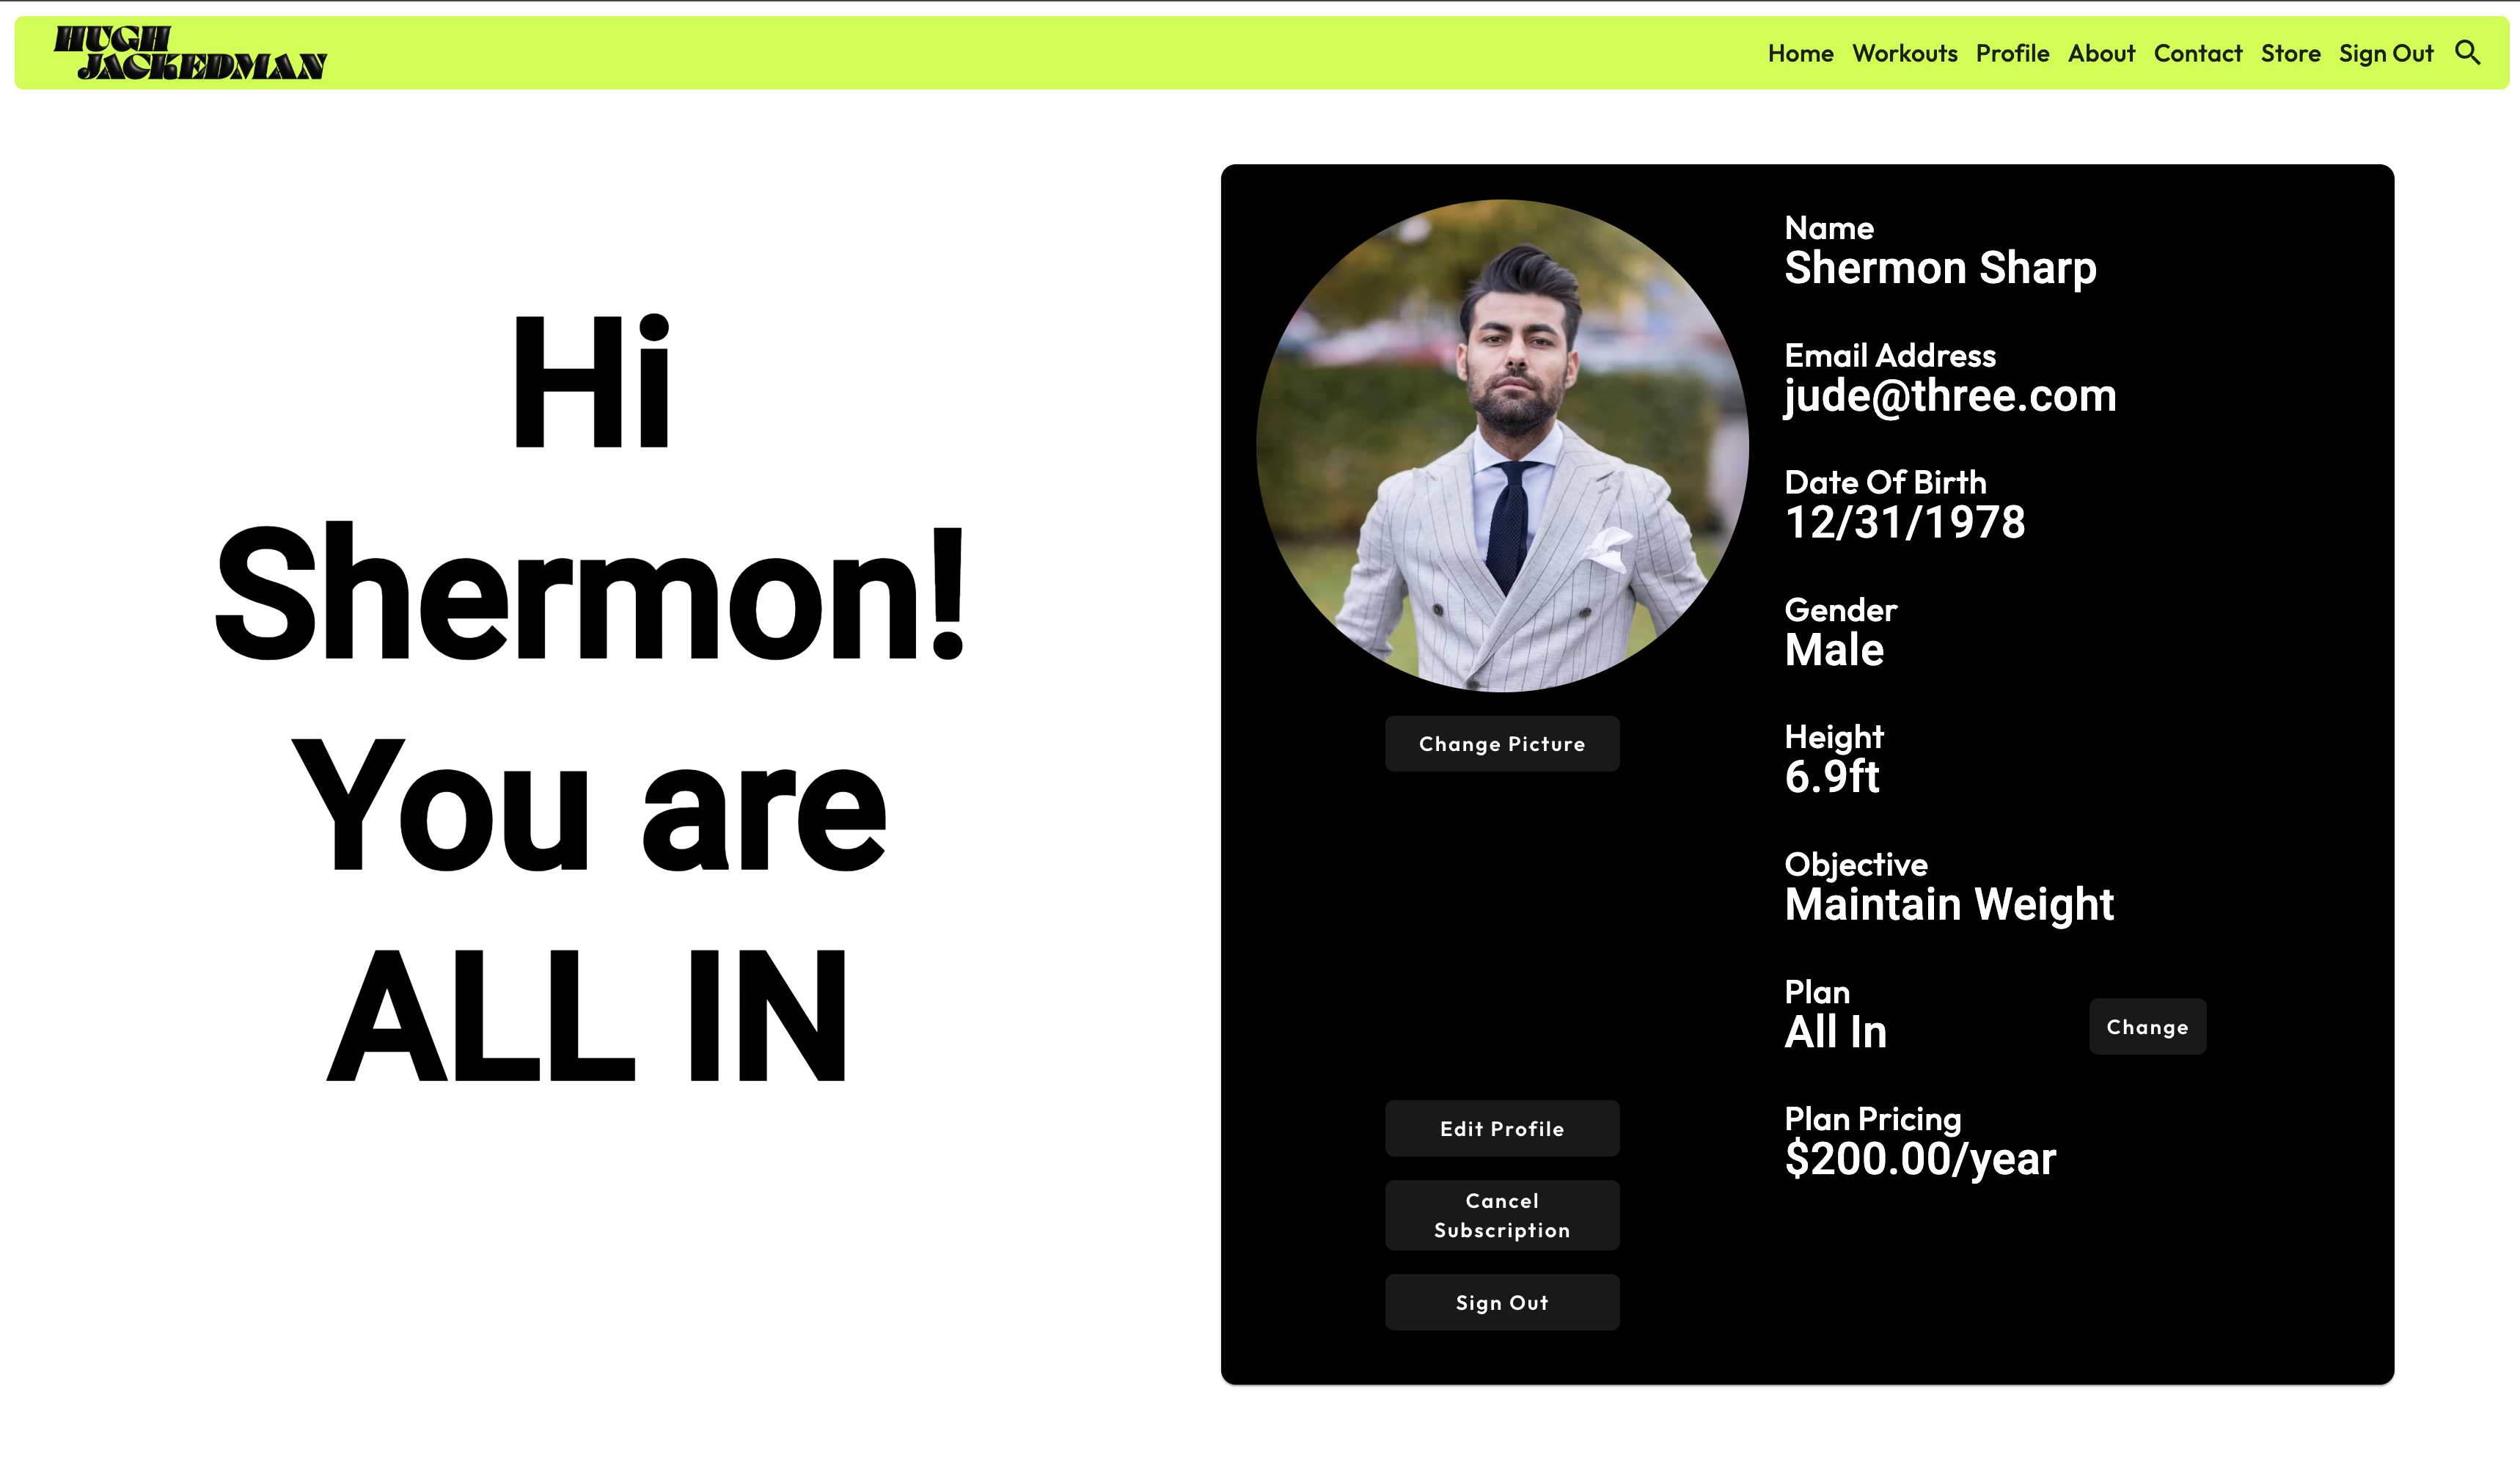 HUGH
JACKEDMAN
Home Workouts Profile About Contact Store Sign Out
Hi
Shermon!
You are
ALL IN
Change Picture
Edit Profile
Cancel
Subscription
Sign Out
Name
Shermon Sharp
Email Address
jude@three.com
Date Of Birth
12/31/1978
Gender
Male
Height
6.9ft
Objective
Maintain Weight
Plan
All In
Change
Plan Pricing
$200.00/year